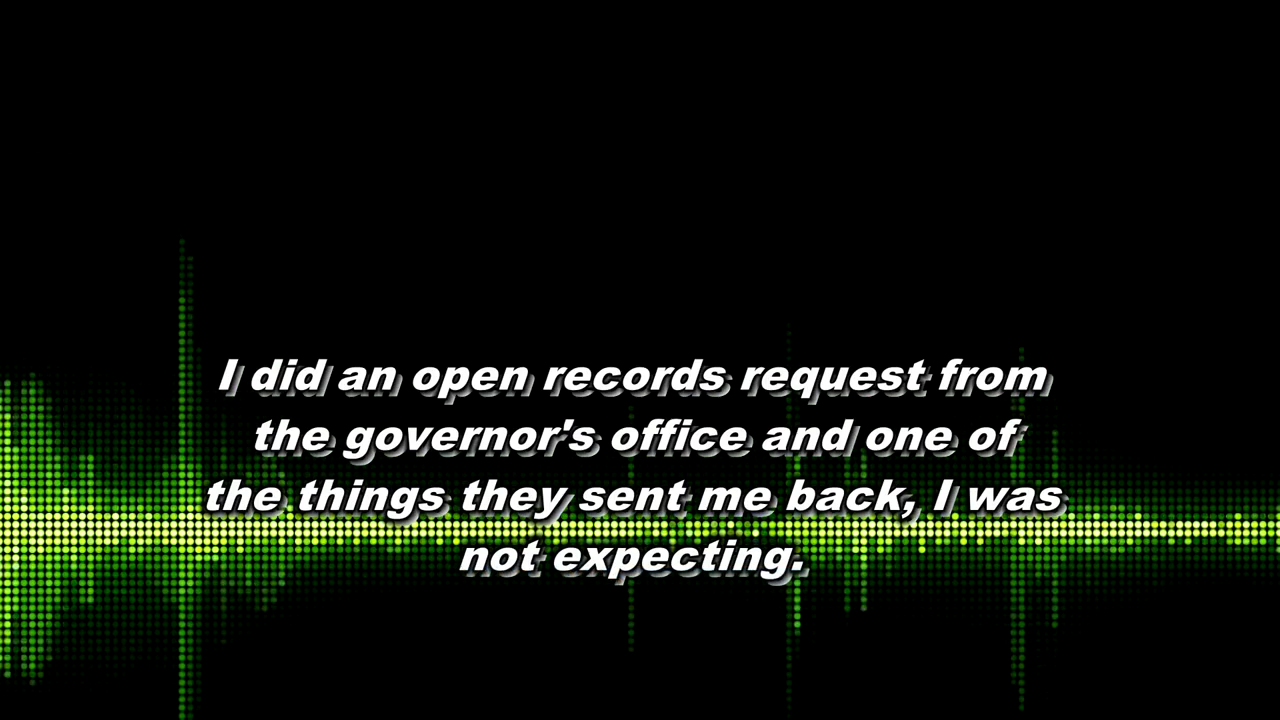 I did an open records request from
the governor's office and one of
the things they sent me back, I was
not expecting.